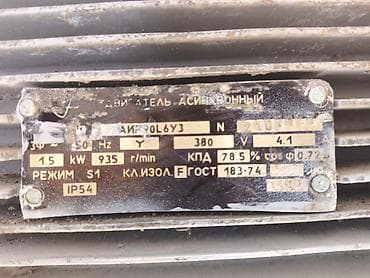 ДВИГАТЕЛЬ АСИНХРОННЫЙ
АИР90L6У3 N
3Ф ~ 50 Hz Y 380 V 4.1
1.5 kW 935 r/min КПД 78.5 % cos φ 0.72
РЕЖИМ S1 КЛ.ИЗОЛ. F ГОСТ 183-74
IP54